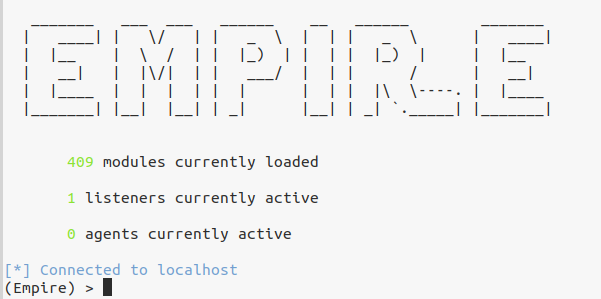 EMPIRE
409 modules currently loaded
1 listeners currently active
0 agents currently active
[*] Connected to localhost
(Empire) >